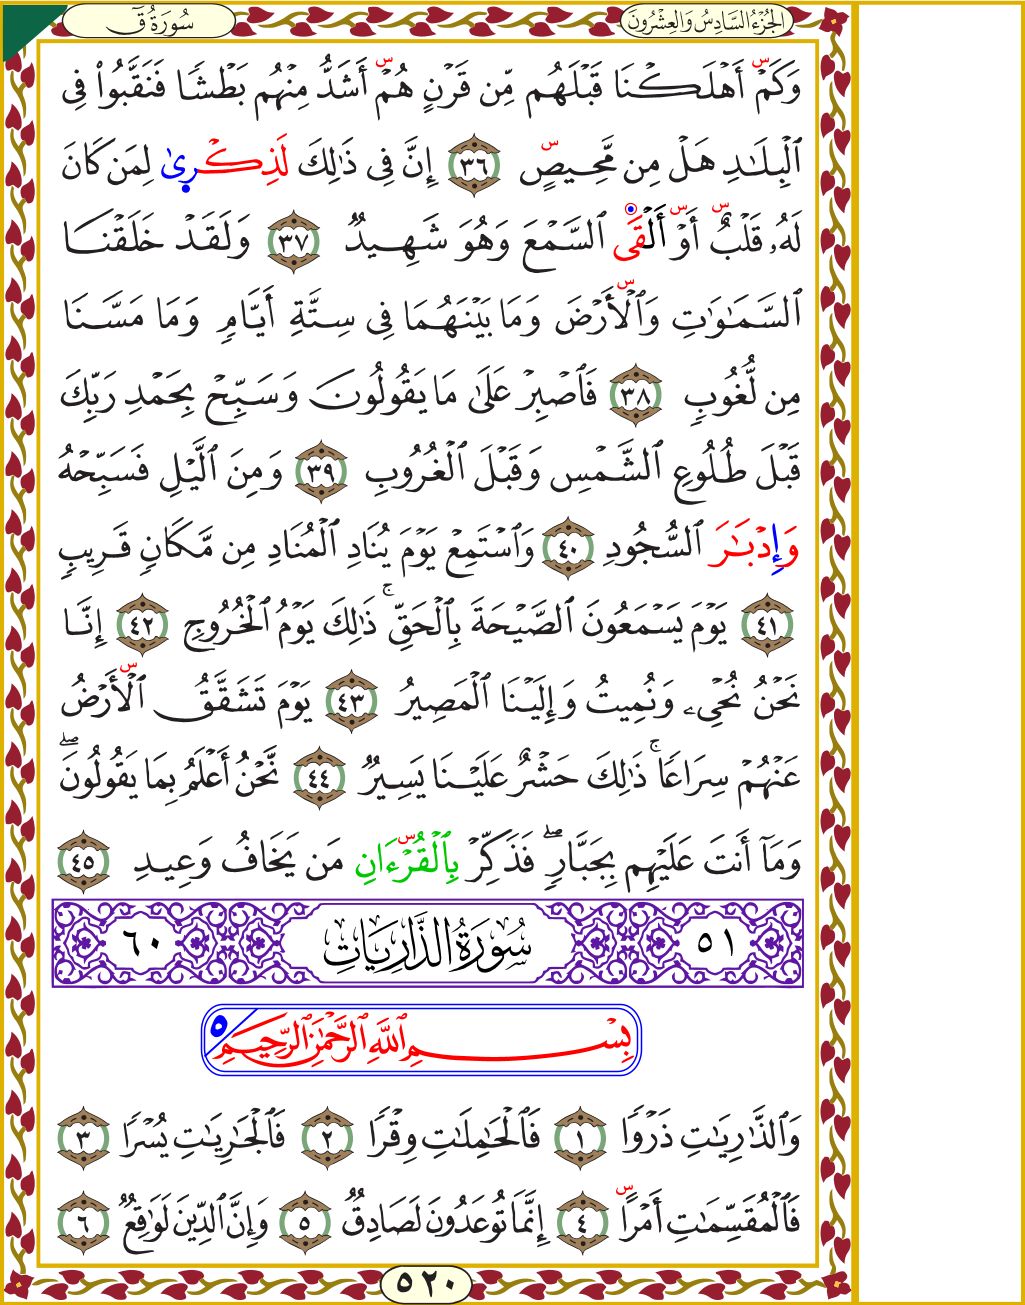 الجُزْءُ السَّادِسُ وَالعِشْرُونَ
سُورَةُ قٓ
وَكَمْ أَهْلَكْنَا قَبْلَهُم مِّن قَرْنٍ هُمْ أَشَدُّ مِنْهُم بَطْشًا فَنَقَّبُوا۟ فِى
ٱلْبِلَـٰدِ هَلْ مِن مَّحِيصٍ ٣٦ إِنَّ فِى ذَٰلِكَ لَذِكْرِىٰ لِمَن كَانَ
لَهُۥ قَلْبٌ أَوْ أَلْقَى ٱلسَّمْعَ وَهُوَ شَهِيدٌ ٣٧ وَلَقَدْ خَلَقْنَا
ٱلسَّمَـٰوَٰتِ وَٱلْأَرْضَ وَمَا بَيْنَهُمَا فِى سِتَّةِ أَيَّامٍ وَمَا مَسَّنَا
مِن لُّغُوبٍ ٣٨ فَٱصْبِرْ عَلَىٰ مَا يَقُولُونَ وَسَبِّحْ بِحَمْدِ رَبِّكَ
قَبْلَ طُلُوعِ ٱلشَّمْسِ وَقَبْلَ ٱلْغُرُوبِ ٣٩ وَمِنَ ٱلَّيْلِ فَسَبِّحْهُ
وَإِدْبَـٰرَ ٱلسُّجُودِ ٤٠ وَٱسْتَمِعْ يَوْمَ يُنَادِ ٱلْمُنَادِ مِن مَّكَانٍ قَرِيبٍ
٤١ يَوْمَ يَسْمَعُونَ ٱلصَّيْحَةَ بِٱلْحَقِّ ۚ ذَٰلِكَ يَوْمُ ٱلْخُرُوجِ ٤٢ إِنَّا
نَحْنُ نُحْىِۦ وَنُمِيتُ وَإِلَيْنَا ٱلْمَصِيرُ ٤٣ يَوْمَ تَشَقَّقُ ٱلْأَرْضُ
عَنْهُمْ سِرَاعًا ۚ ذَٰلِكَ حَشْرٌ عَلَيْنَا يَسِيرٌ ٤٤ نَّحْنُ أَعْلَمُ بِمَا يَقُولُونَ ۖ
وَمَآ أَنتَ عَلَيْهِم بِجَبَّارٍ ۖ فَذَكِّرْ بِٱلْقُرْءَانِ مَن يَخَافُ وَعِيدِ ٤٥
٥١ سُورَةُ الذَّارِيَاتِ ٦٠
بِسْمِ ٱللَّهِ ٱلرَّحْمَـٰنِ ٱلرَّحِيمِ ٥
وَٱلذَّٰرِيَـٰتِ ذَرْوًا ١ فَٱلْحَـٰمِلَـٰتِ وِقْرًا ٢ فَٱلْجَـٰرِيَـٰتِ يُسْرًا ٣
فَٱلْمُقَسِّمَـٰتِ أَمْرًا ٤ إِنَّمَا تُوعَدُونَ لَصَادِقٌ ٥ وَإِنَّ ٱلدِّينَ لَوَٰقِعٌ ٦
٥٢٠